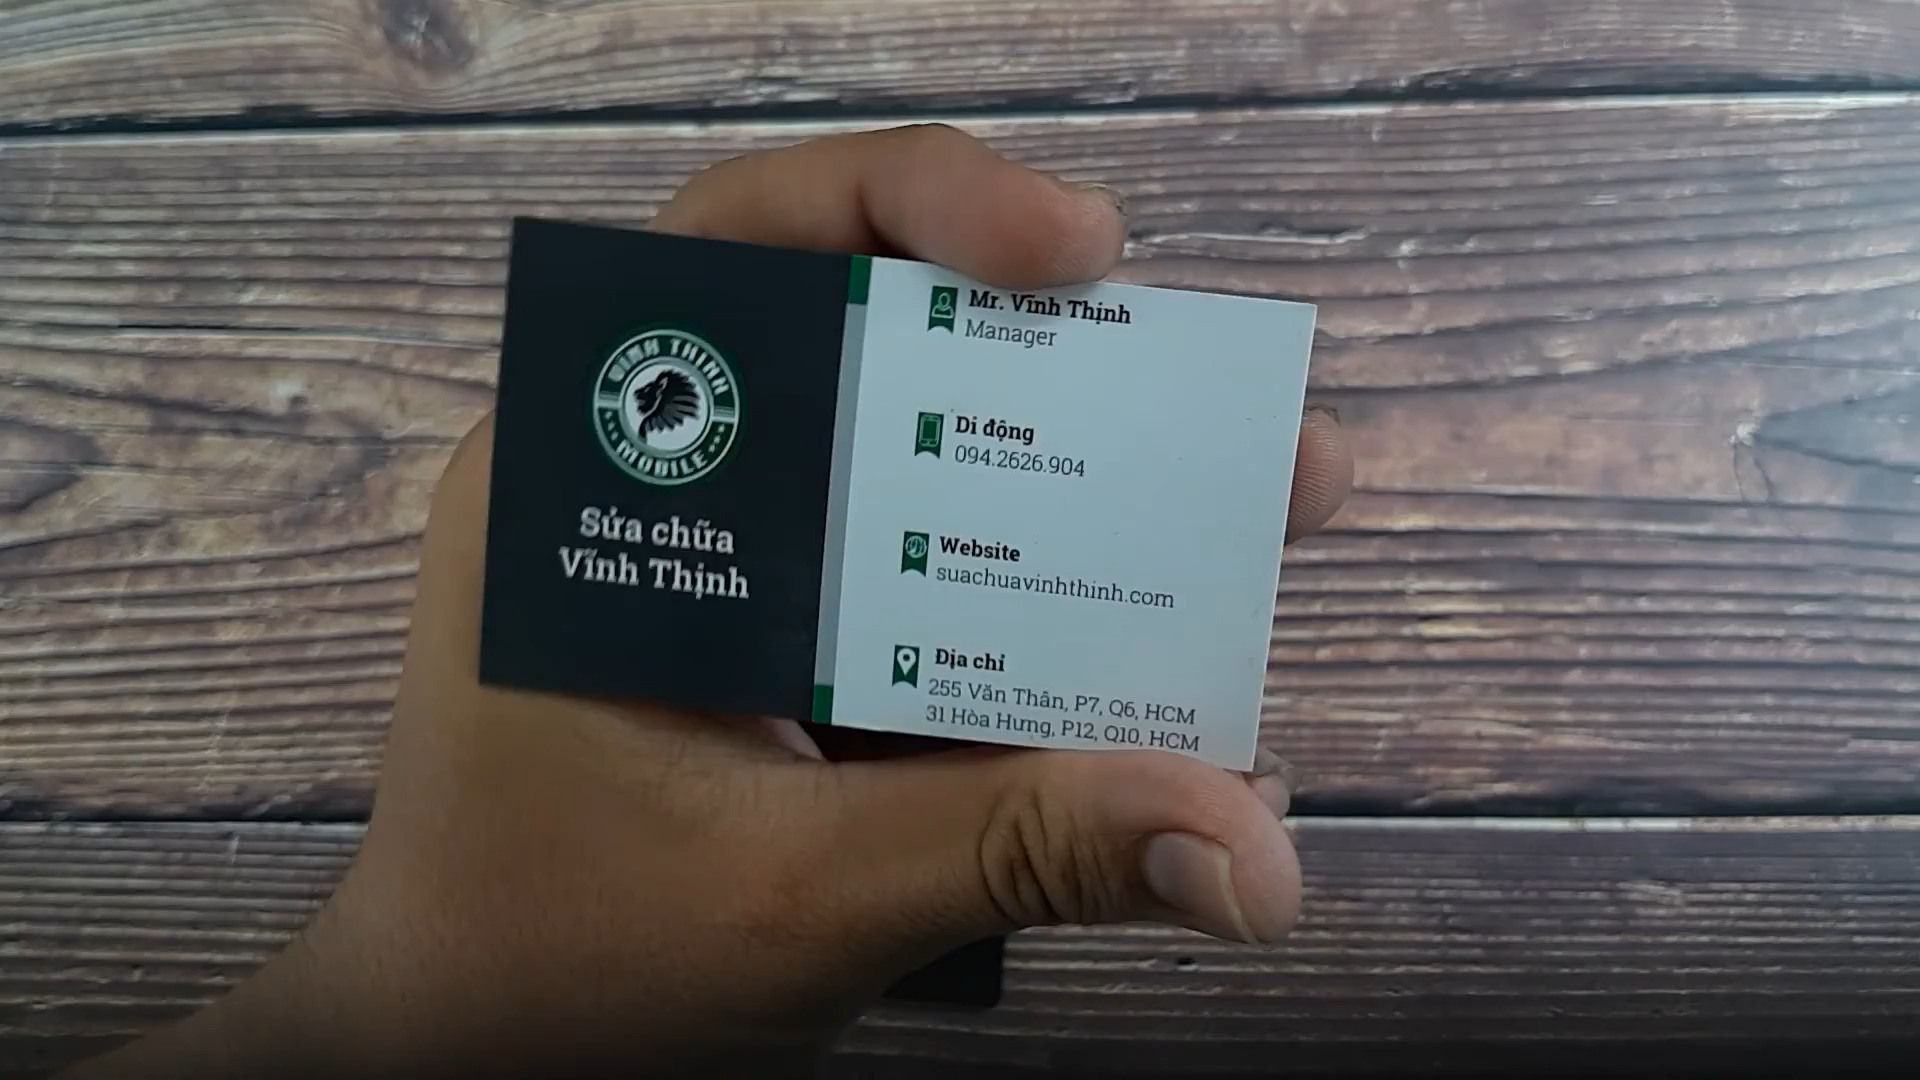 VĨNH THỊNH
MOBILE
Sửa chữa
Vĩnh Thịnh
Mr. Vĩnh Thịnh
Manager
Di động
094.2626.904
Website
suachuavinhthinh.com
Địa chỉ
255 Văn Thân, P7, Q6, HCM
31 Hòa Hưng, P12, Q10, HCM